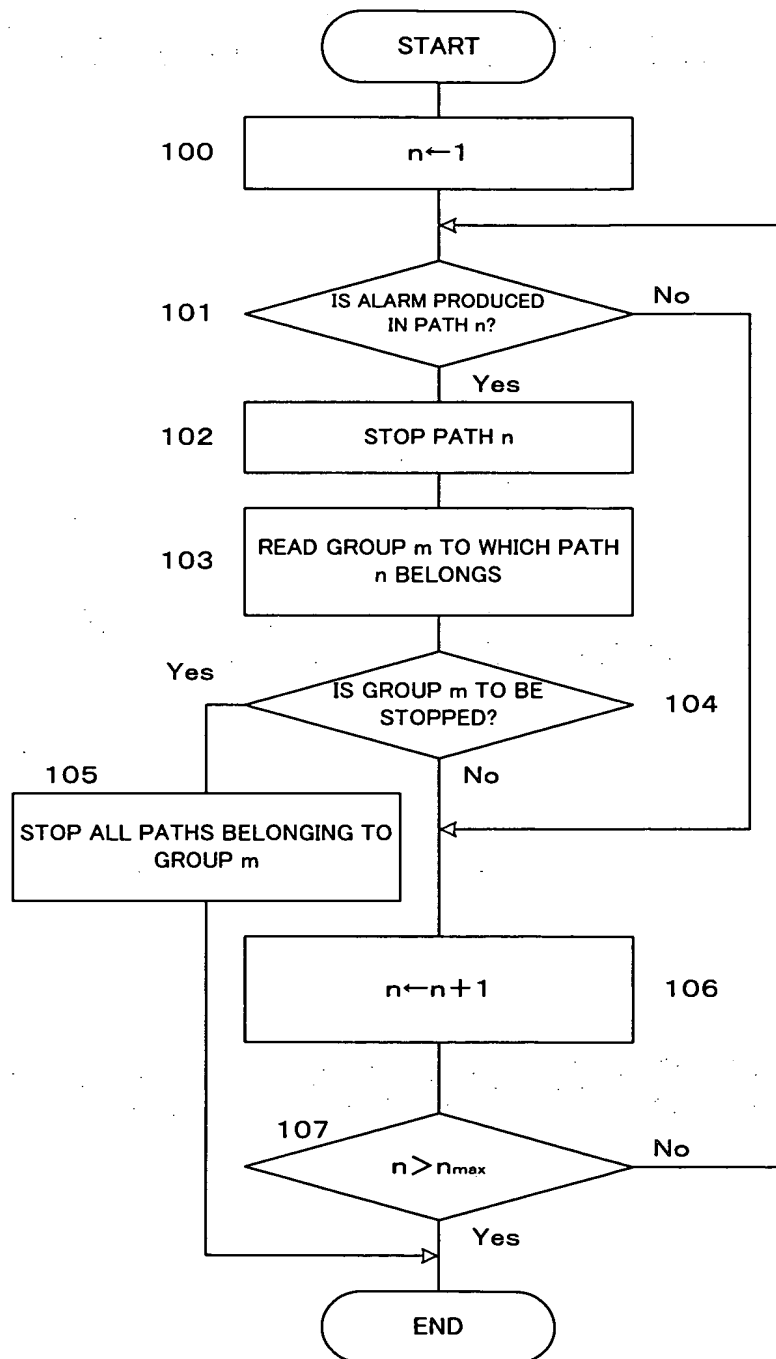 START
100
n←1
101
IS ALARM PRODUCED
IN PATH n?
No
Yes
102
STOP PATH n
103
READ GROUP m TO WHICH PATH
n BELONGS
Yes
IS GROUP m TO BE
STOPPED?
104
No
105
STOP ALL PATHS BELONGING TO
GROUP m
n←n+1
106
107
n>nmax
No
Yes
END